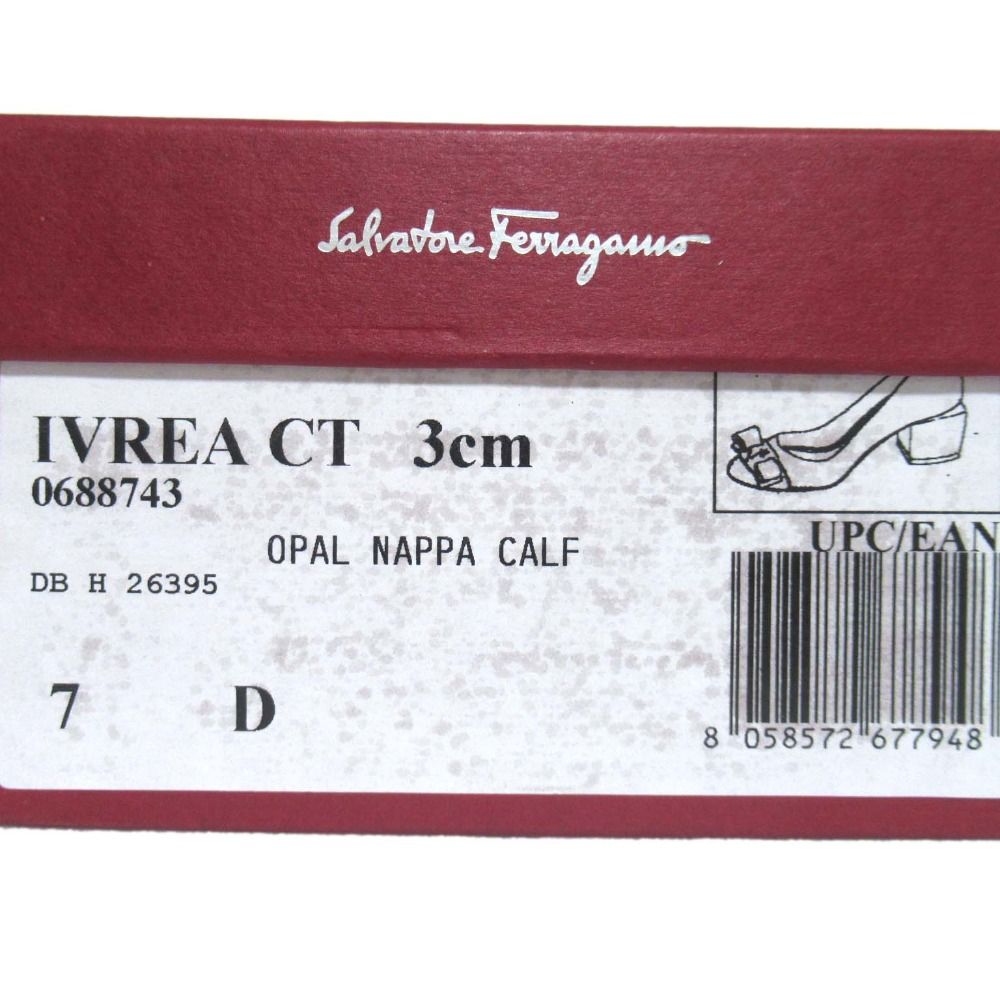 Salvatore Ferragamo
IVREA CT 3cm
0688743
OPAL NAPPA CALF
DB H 26395
7 D
UPC/EAN
8 058572 677948